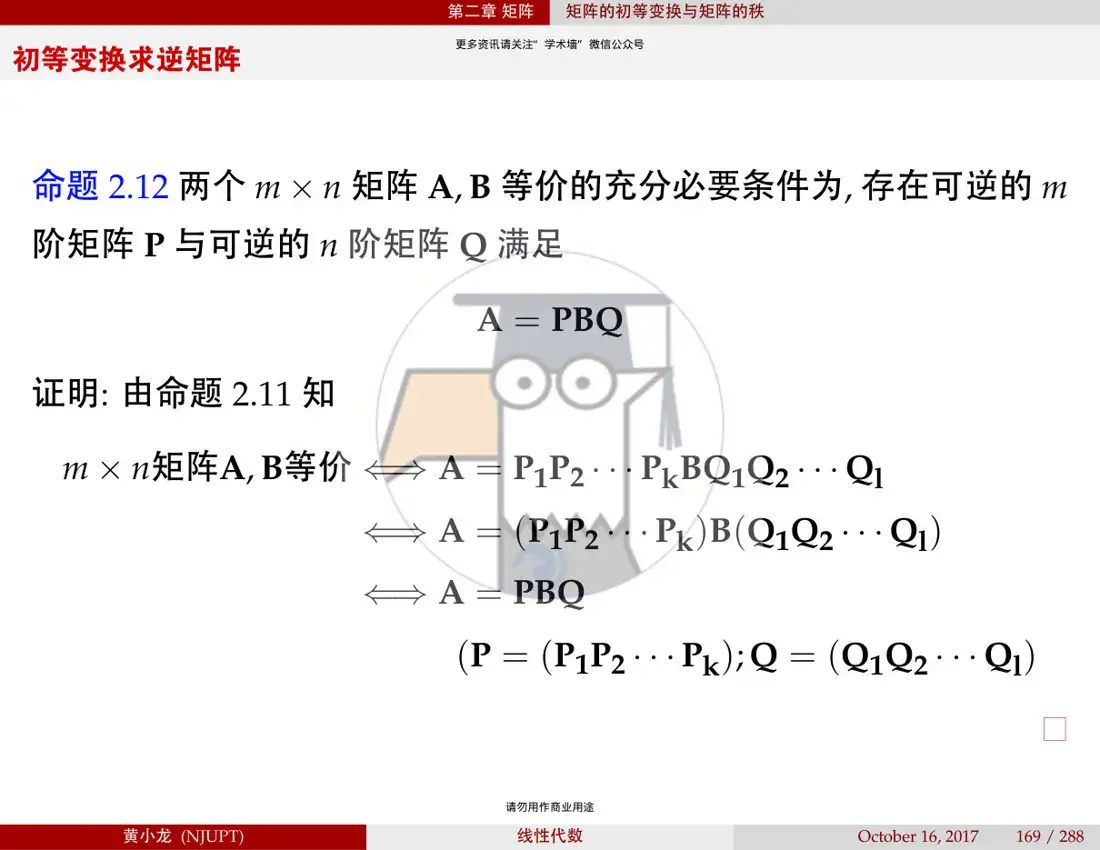 第二章 矩阵 矩阵的初等变换与矩阵的秩
更多资讯请关注“学术墙”微信公众号
初等变换求逆矩阵
命题 2.12 两个 m × n 矩阵 A, B 等价的充分必要条件为, 存在可逆的 m
阶矩阵 P 与可逆的 n 阶矩阵 Q 满足
A = PBQ
证明: 由命题 2.11 知
m × n矩阵A, B等价 ⟺ A = P₁P₂ · · · PₖBQ₁Q₂ · · · Qₗ
⟺ A = (P₁P₂ · · · Pₖ)B(Q₁Q₂ · · · Qₗ)
⟺ A = PBQ
(P = (P₁P₂ · · · Pₖ); Q = (Q₁Q₂ · · · Qₗ)
请勿用作商业用途
黄小龙 (NJUPT) 线性代数 October 16, 2017 169 / 288